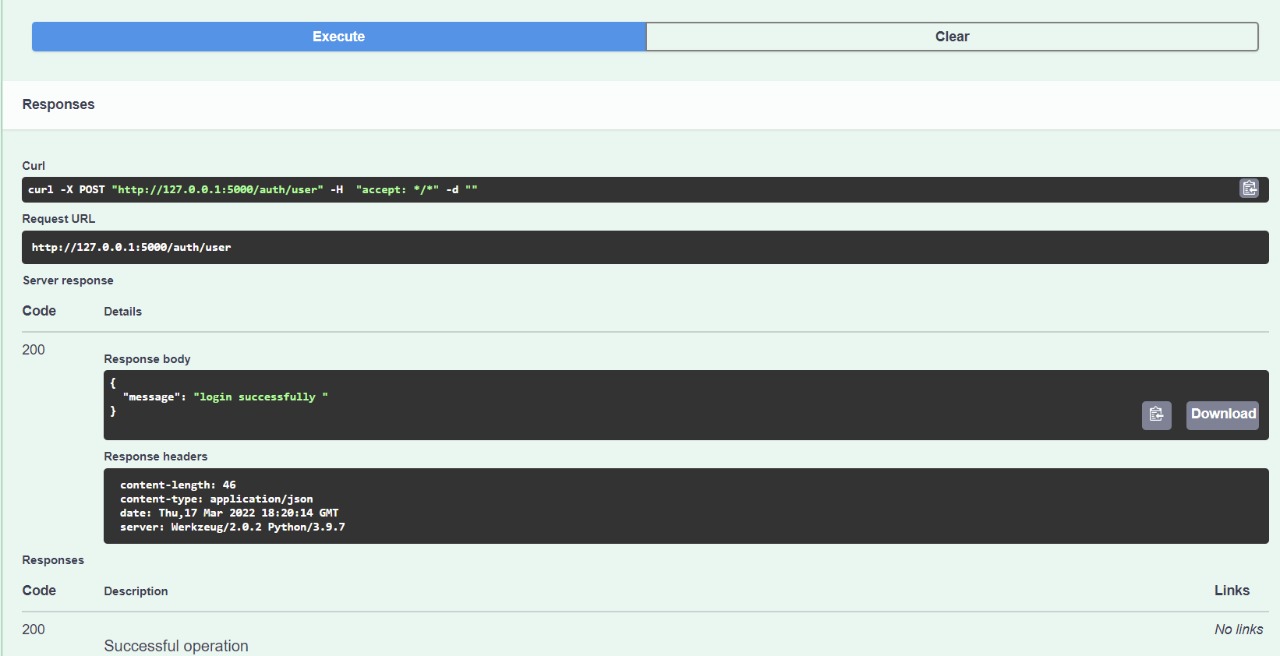 Execute
Clear
Responses
Curl
curl -X POST "http://127.0.0.1:5000/auth/user" -H  "accept: */*" -d ""
Request URL
http://127.0.0.1:5000/auth/user
Server response
Code Details
200
Response body
{
  "message": "login successfully "
}
Download
Response headers
content-length: 46
content-type: application/json
date: Thu,17 Mar 2022 18:20:14 GMT
server: Werkzeug/2.0.2 Python/3.9.7
Responses
Code Description Links
200 No links
Successful operation